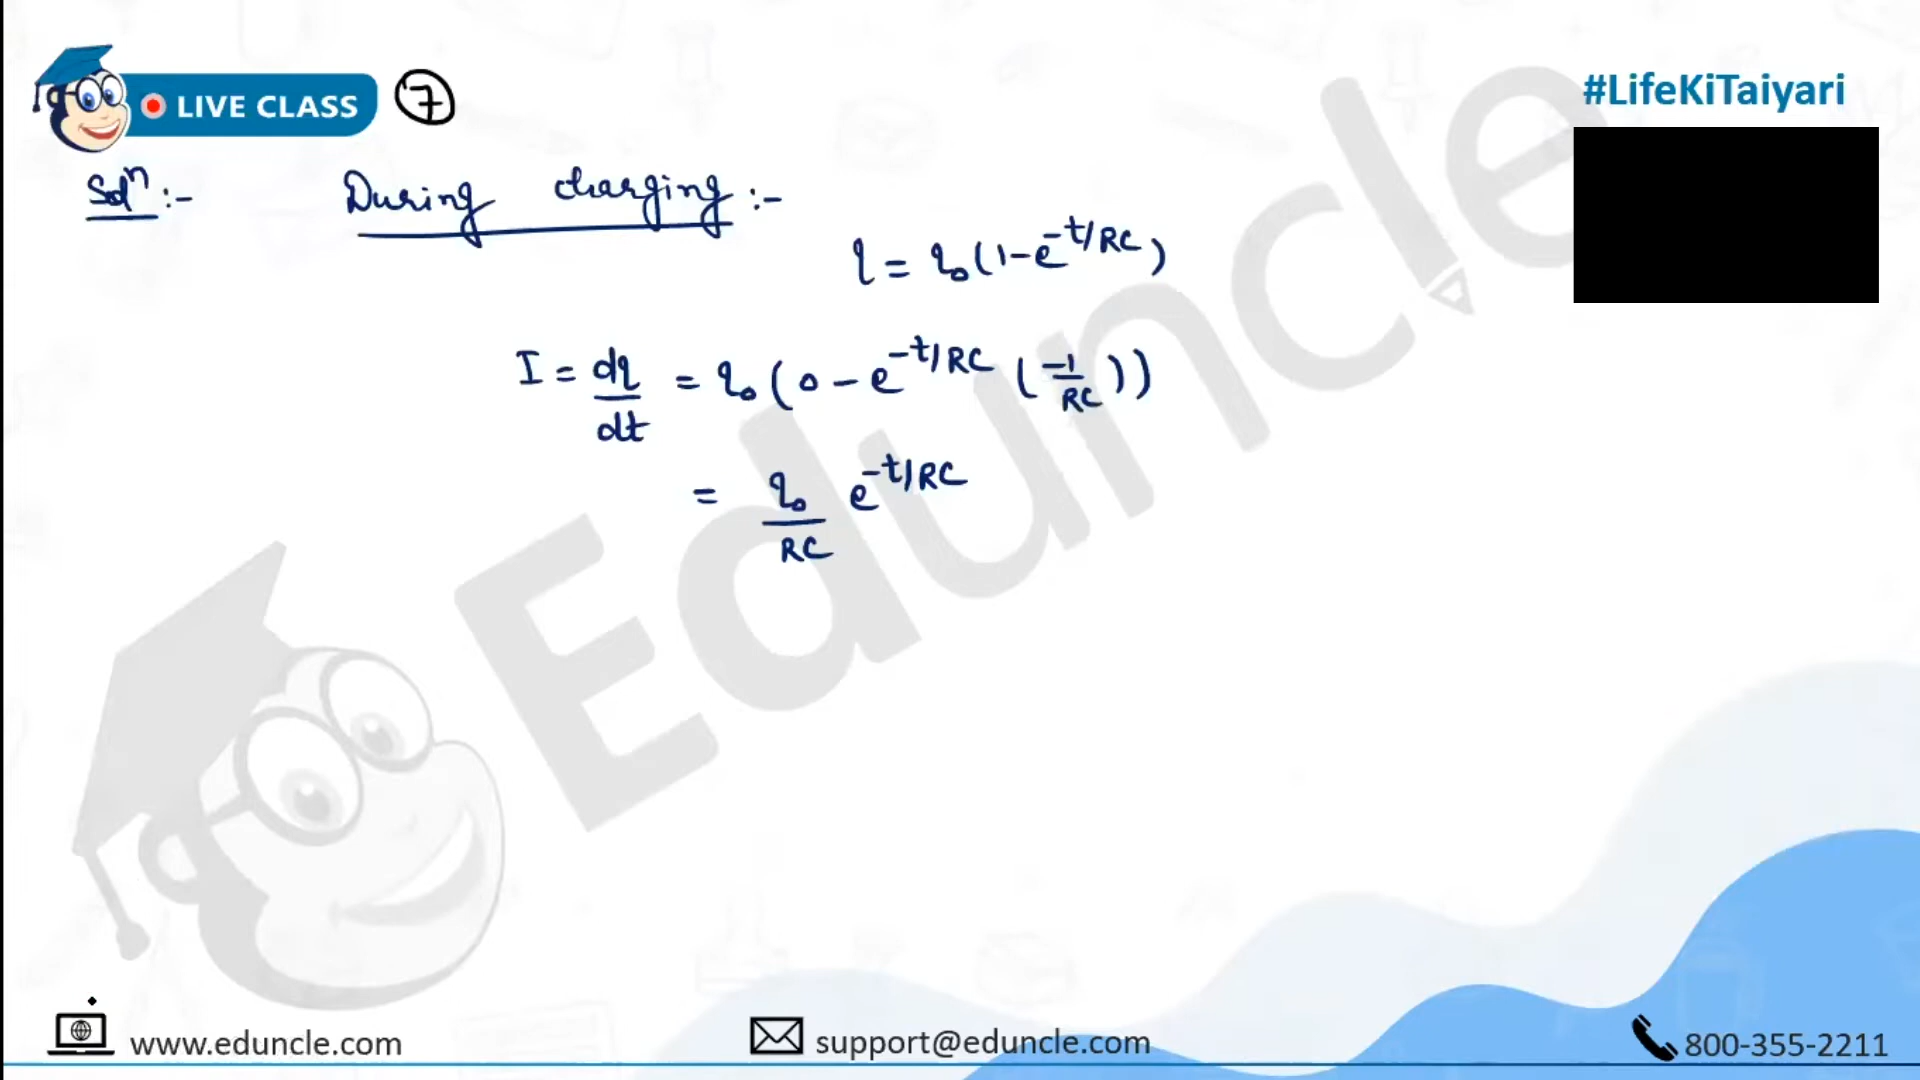 LIVE CLASS
7
#LifeKiTaiyari
Solⁿ :-
During charging :-
q = q₀(1-e^-t/RC)
I = dq/dt = q₀(0-e^-t/RC (-1/RC))
= q₀/RC e^-t/RC
Eduncle
www.eduncle.com
support@eduncle.com
800-355-2211